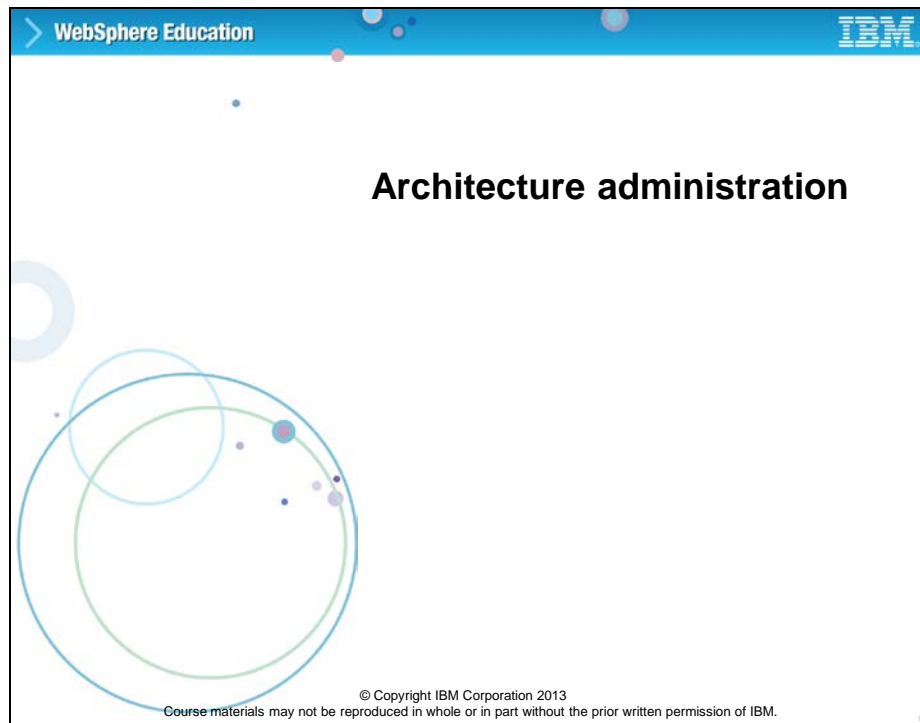 WebSphere Education
IBM
Architecture administration
© Copyright IBM Corporation 2013
Course materials may not be reproduced in whole or in part without the prior written permission of IBM.